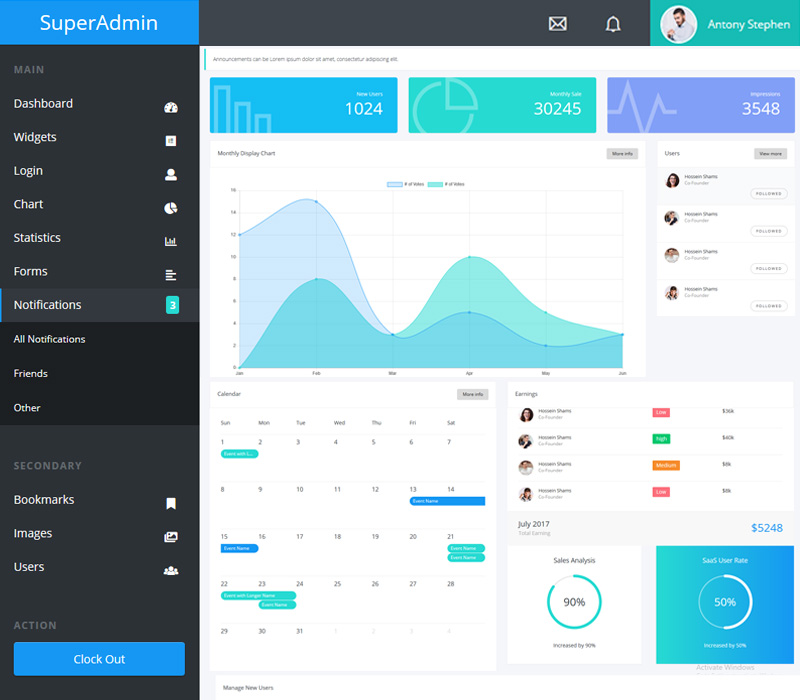 SuperAdmin
Antony Stephen
MAIN
Dashboard
Widgets
Login
Chart
Statistics
Forms
Notifications 3
All Notifications
Friends
Other
SECONDARY
Bookmarks
Images
Users
ACTION
Clock Out
Announcements can be Lorem ipsum dolor sit amet, consectetur adipiscing elit.
New Users
1024
Monthly Sale
30245
Impressions
3548
Monthly Display Chart More info
# of Votes # of Votes
16
14
12
10
8
6
4
2
0
Jan Feb Mar Apr May Jun
Users View more
Hossein Shams
Co-Founder
FOLLOWED
Hossein Shams
Co-Founder
FOLLOWED
Hossein Shams
Co-Founder
FOLLOWED
Hossein Shams
Co-Founder
FOLLOWED
Calendar More info
Sun Mon Tue Wed Thu Fri Sat
1 2 3 4 5 6 7
Event with L...
8 9 10 11 12 13 14
Event Name
15 16 17 18 19 20 21
Event Name Event Name
Event Name
22 23 24 25 26 27 28
Event with Longer Name
Event Name
29 30 31 1 2 3 4
Earnings
Hossein Shams Low $36k
Co-Founder
Hossein Shams high $40k
Co-Founder
Hossein Shams Medium $8k
Co-Founder
Hossein Shams Low $8k
Co-Founder
July 2017 $5248
Total Earning
Sales Analysis
90%
Increased by 90%
SaaS User Rate
50%
Increased by 50%
Activate Windows
Manage New Users